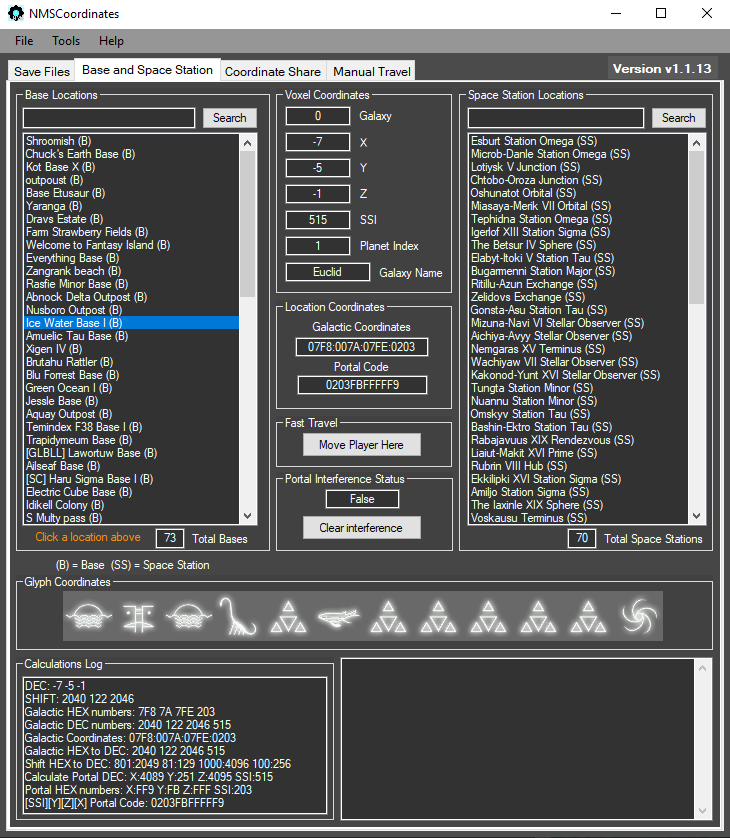 NMSCoordinates
File Tools Help
Save Files Base and Space Station Coordinate Share Manual Travel Version v1.1.13
Base Locations
Search
Shroomish (B)
Chuck's Earth Base (B)
Kot Base X (B)
outpoust (B)
Base Etusaur (B)
Yaranga (B)
Dravs Estate (B)
Farm Strawberry Fields (B)
Welcome to Fantasy Island (B)
Everything Base (B)
Zangrank beach (B)
Rasfie Minor Base (B)
Abnock Delta Outpost (B)
Nusboro Outpost (B)
Ice Water Base I (B)
Amuelic Tau Base (B)
Xigen IV (B)
Brutahu Rattler (B)
Blu Forrest Base (B)
Green Ocean I (B)
Jessle Base (B)
Aquay Outpost (B)
Temindex F38 Base I (B)
Trapidymeum Base (B)
[GLBLL] Lawortuw Base (B)
Ailseaf Base (B)
[SC] Haru Sigma Base I (B)
Electric Cube Base (B)
Idikell Colony (B)
S Multy pass (B)
Click a location above 73 Total Bases
Voxel Coordinates
0 Galaxy
-7 X
-5 Y
-1 Z
515 SSI
1 Planet Index
Euclid Galaxy Name
Location Coordinates
Galactic Coordinates
07F8:007A:07FE:0203
Portal Code
0203FBFFFFF9
Fast Travel
Move Player Here
Portal Interference Status
False
Clear interference
Space Station Locations
Search
Esburt Station Omega (SS)
Microb-Danle Station Omega (SS)
Lotiysk V Junction (SS)
Chtobo-Oroza Junction (SS)
Oshunatot Orbital (SS)
Miasaya-Merik VII Orbital (SS)
Tephidna Station Omega (SS)
Igerlof XIII Station Sigma (SS)
The Betsur IV Sphere (SS)
Elabyt-Itoki V Station Tau (SS)
Bugarmenni Station Major (SS)
Ritillu-Azun Exchange (SS)
Zelidovs Exchange (SS)
Gonsta-Asu Station Tau (SS)
Mizuna-Navi VI Stellar Observer (SS)
Aichiya-Avyy Stellar Observer (SS)
Nemgaras XV Terminus (SS)
Wachiyaw VII Stellar Observer (SS)
Kakonod-Yunt XVI Stellar Observer (SS)
Tungta Station Minor (SS)
Nuannu Station Minor (SS)
Omskyv Station Tau (SS)
Bashin-Ektro Station Tau (SS)
Rabajavuus XIX Rendezvous (SS)
Liaiut-Makit XVI Prime (SS)
Rubrin VIII Hub (SS)
Ekkilipki XVI Station Sigma (SS)
Amiljo Station Sigma (SS)
The Iaxinle XIX Sphere (SS)
Voskausu Terminus (SS)
70 Total Space Stations
(B) = Base (SS) = Space Station
Glyph Coordinates
Calculations Log
DEC: -7 -5 -1
SHIFT: 2040 122 2046
Galactic HEX numbers: 7F8 7A 7FE 203
Galactic DEC numbers: 2040 122 2046 515
Galactic Coordinates: 07F8:007A:07FE:0203
Galactic HEX to DEC: 2040 122 2046 515
Shift HEX to DEC: 801:2049 81:129 1000:4096 100:256
Calculate Portal DEC: X:4089 Y:251 Z:4095 SSI:515
Portal HEX numbers: X:FF9 Y:FB Z:FFF SSI:203
[SSI][Y][Z][X] Portal Code: 0203FBFFFFF9